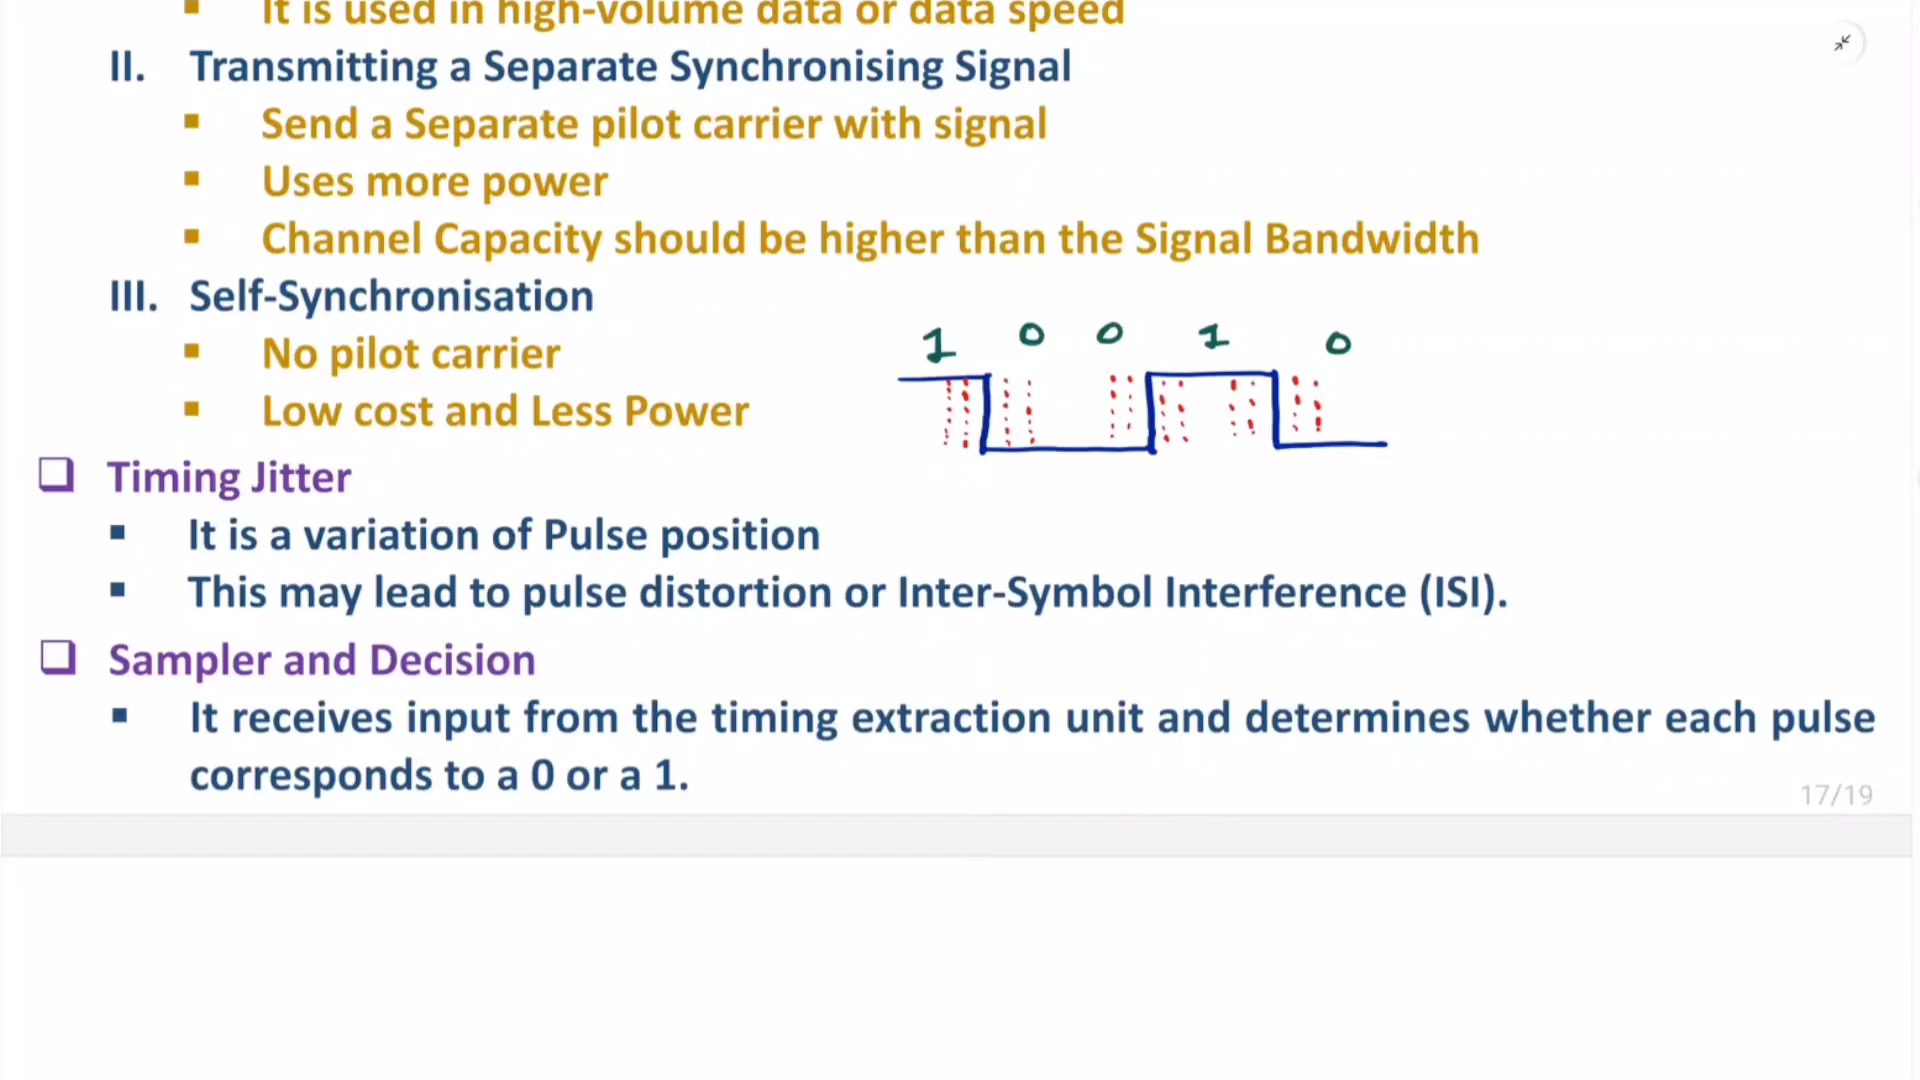 ▪ It is used in high-volume data or data speed
II. Transmitting a Separate Synchronising Signal
▪ Send a Separate pilot carrier with signal
▪ Uses more power
▪ Channel Capacity should be higher than the Signal Bandwidth
III. Self-Synchronisation
1 0 0 1 0
▪ No pilot carrier
▪ Low cost and Less Power
❑ Timing Jitter
▪ It is a variation of Pulse position
▪ This may lead to pulse distortion or Inter-Symbol Interference (ISI).
❑ Sampler and Decision
▪ It receives input from the timing extraction unit and determines whether each pulse
corresponds to a 0 or a 1.
17/19